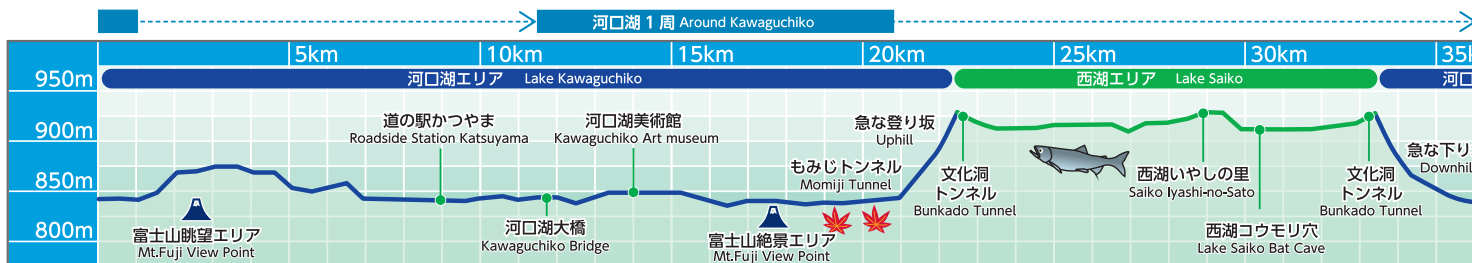 河口湖1周 Around Kawaguchiko
5km 10km 15km 20km 25km 30km 35k
950m
900m
850m
800m
河口湖エリア Lake Kawaguchiko
西湖エリア Lake Saiko
河口
富士山眺望エリア
Mt.Fuji View Point
道の駅かつやま
Roadside Station Katsuyama
河口湖大橋
Kawaguchiko Bridge
河口湖美術館
Kawaguchiko Art museum
富士山絶景エリア
Mt.Fuji View Point
もみじトンネル
Momiji Tunnel
急な登り坂
Uphill
文化洞
トンネル
Bunkado Tunnel
西湖いやしの里
Saiko Iyashi-no-Sato
西湖コウモリ穴
Lake Saiko Bat Cave
文化洞
トンネル
Bunkado Tunnel
急な下り
Downhil